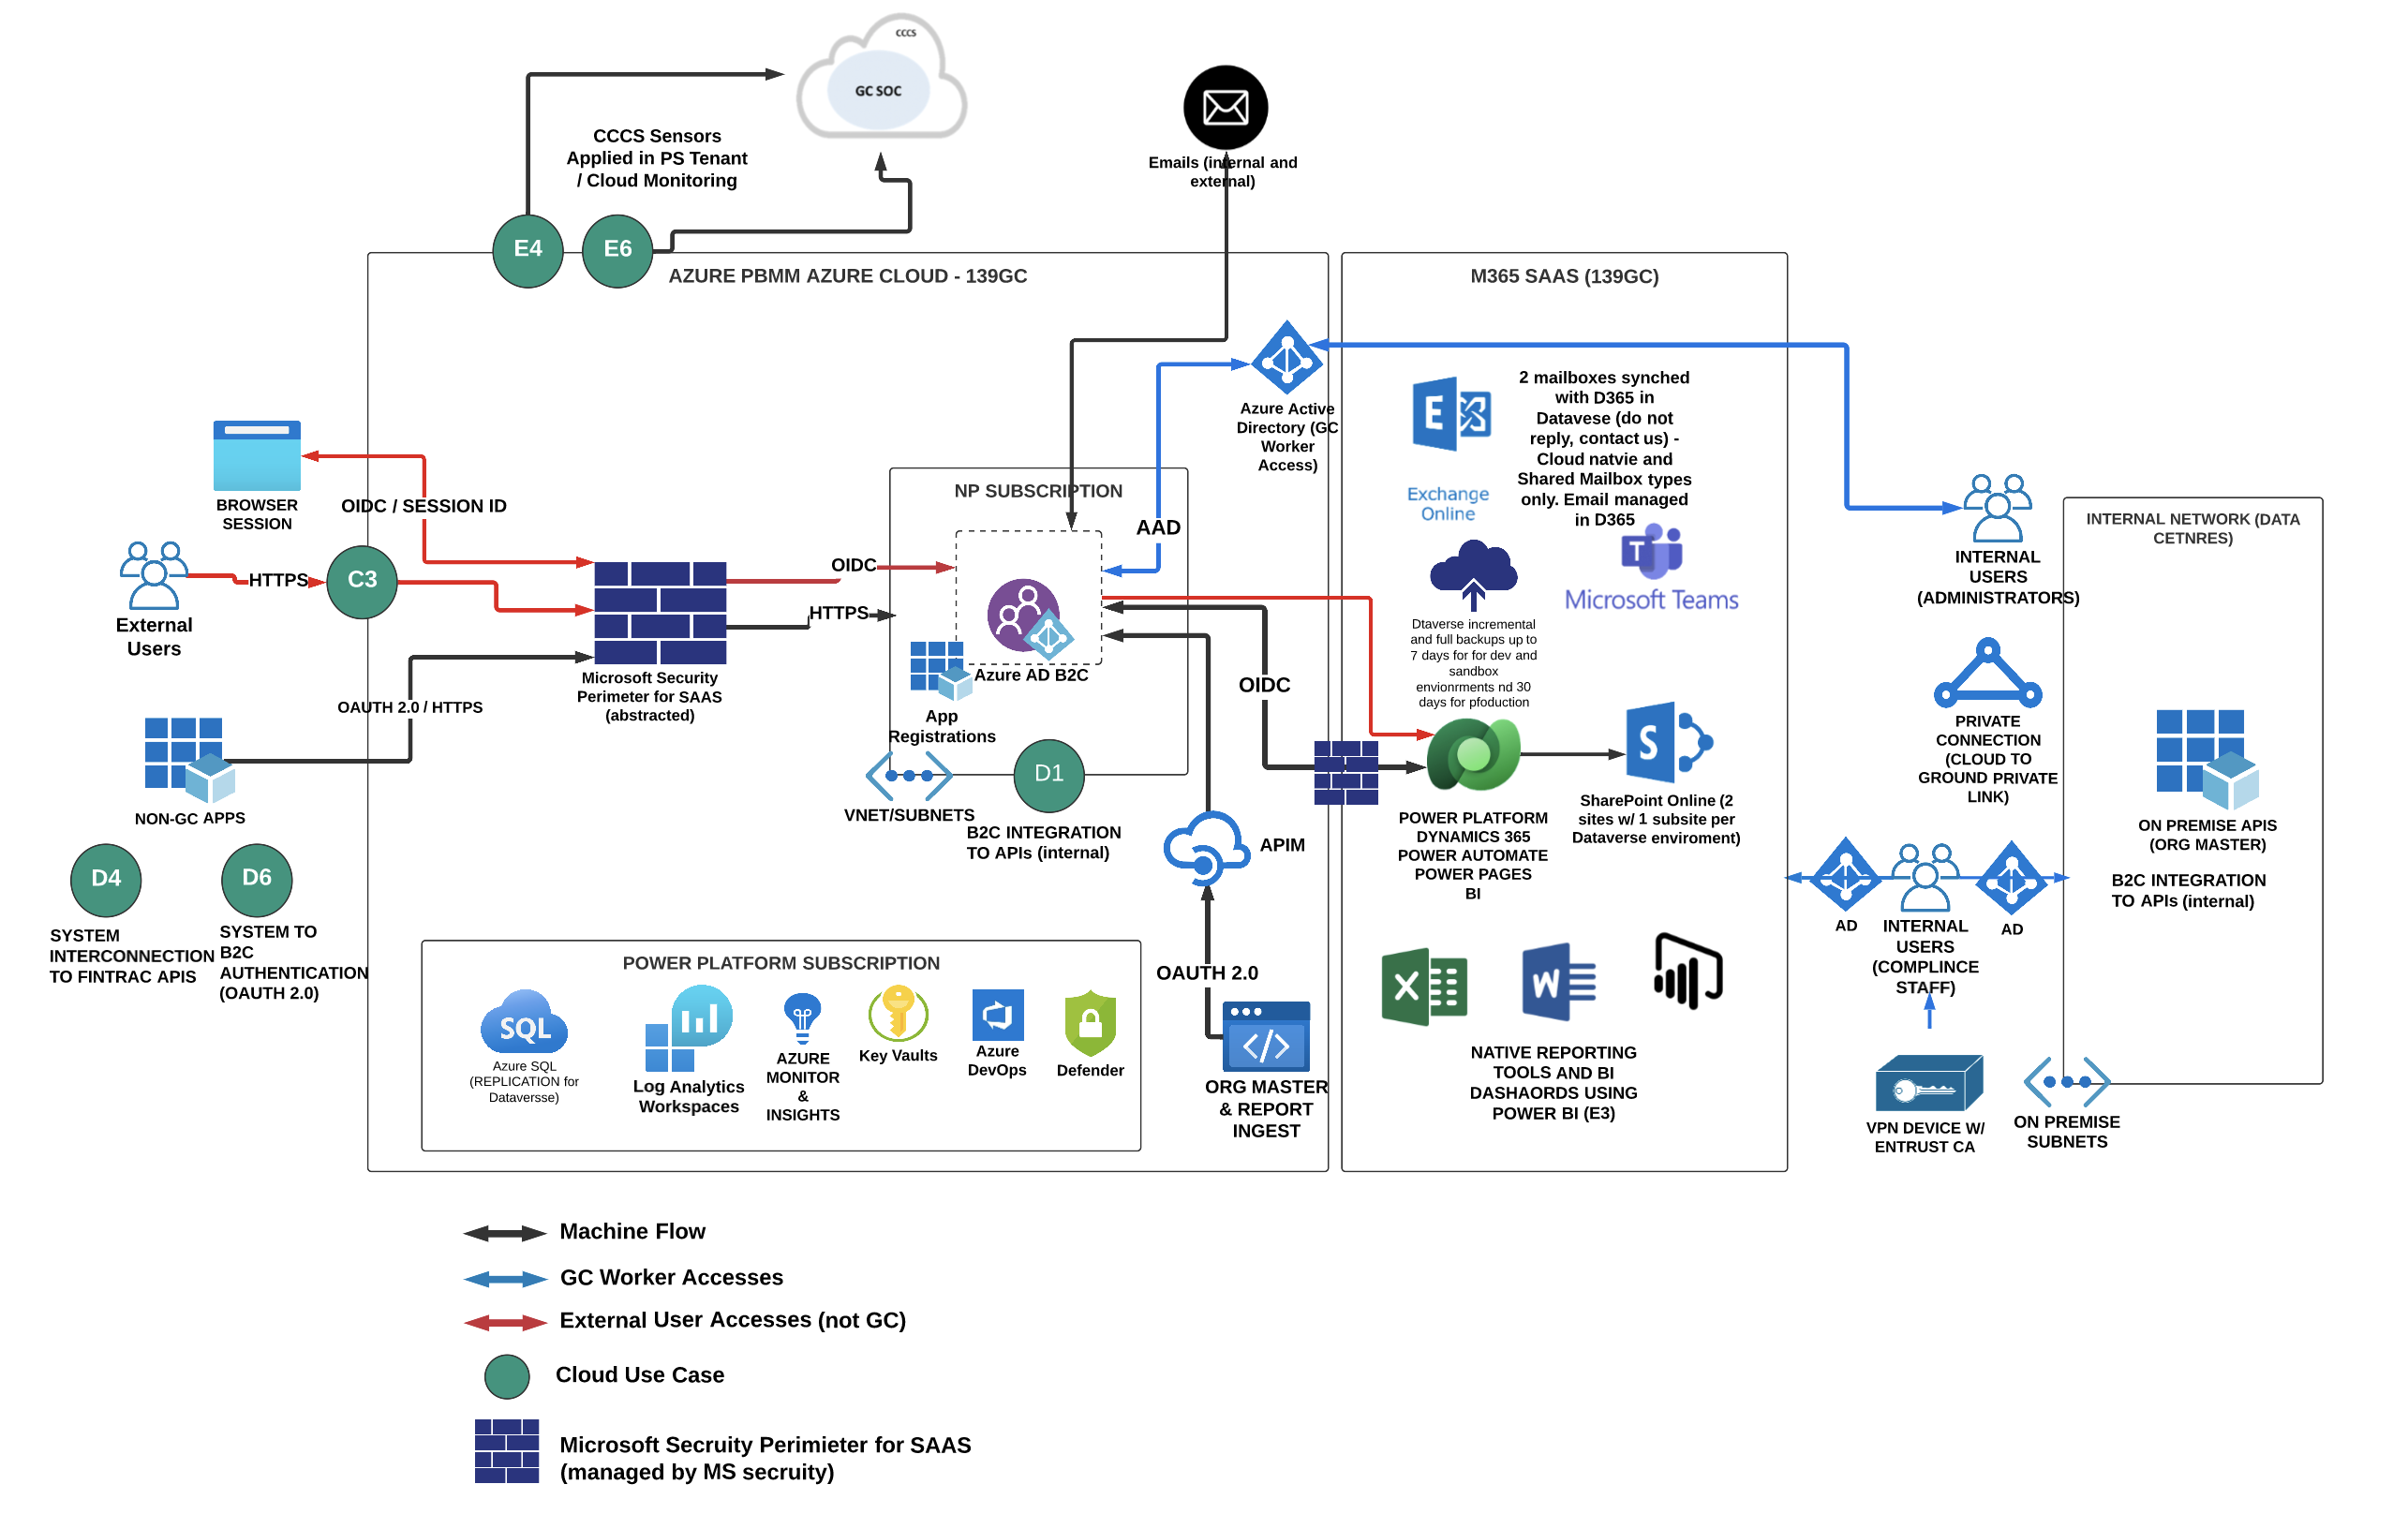 CCCS
GC SOC
CCCS Sensors
Applied in PS Tenant
/ Cloud Monitoring
Emails (internal and
external)
E4
E6
AZURE PBMM AZURE CLOUD - 139GC
M365 SAAS (139GC)
Azure Active
Directory (GC
Worker
Access)
E
Exchange
Online
2 mailboxes synched
with D365 in
Datavese (do not
reply, contact us) -
Cloud natvie and
Shared Mailbox types
only. Email managed
in D365
T
Microsoft Teams
BROWSER
SESSION
OIDC / SESSION ID
External
Users
HTTPS
C3
Microsoft Security
Perimeter for SAAS
(abstracted)
OIDC
HTTPS
OAUTH 2.0 / HTTPS
NON-GC APPS
D4
SYSTEM
INTERCONNECTION
TO FINTRAC APIS
D6
SYSTEM TO
B2C
AUTHENTICATION
(OAUTH 2.0)
NP SUBSCRIPTION
AAD
Azure AD B2C
App
Registrations
VNET/SUBNETS
D1
B2C INTEGRATION
TO APIs (internal)
OIDC
APIM
OAUTH 2.0
ORG MASTER
& REPORT
INGEST
Dtaverse incremental
and full backups up to
7 days for for dev and
sandbox
envionrments nd 30
days for pfoduction
POWER PLATFORM
DYNAMICS 365
POWER AUTOMATE
POWER PAGES
BI
S
SharePoint Online (2
sites w/ 1 subsite per
Dataverse enviroment)
X
W
NATIVE REPORTING
TOOLS AND BI
DASHAORDS USING
POWER BI (E3)
INTERNAL
USERS
(ADMINISTRATORS)
INTERNAL NETWORK (DATA
CETNRES)
PRIVATE
CONNECTION
(CLOUD TO
GROUND PRIVATE
LINK)
ON PREMISE APIS
(ORG MASTER)
B2C INTEGRATION
TO APIs (internal)
AD
INTERNAL
USERS
(COMPLINCE
STAFF)
AD
VPN DEVICE W/
ENTRUST CA
ON PREMISE
SUBNETS
POWER PLATFORM SUBSCRIPTION
SQL
Azure SQL
(REPLICATION for
Dataversse)
Log Analytics
Workspaces
AZURE
MONITOR
&
INSIGHTS
Key Vaults
Azure
DevOps
Defender
Machine Flow
GC Worker Accesses
External User Accesses (not GC)
Cloud Use Case
Microsoft Secruity Perimieter for SAAS
(managed by MS secruity)